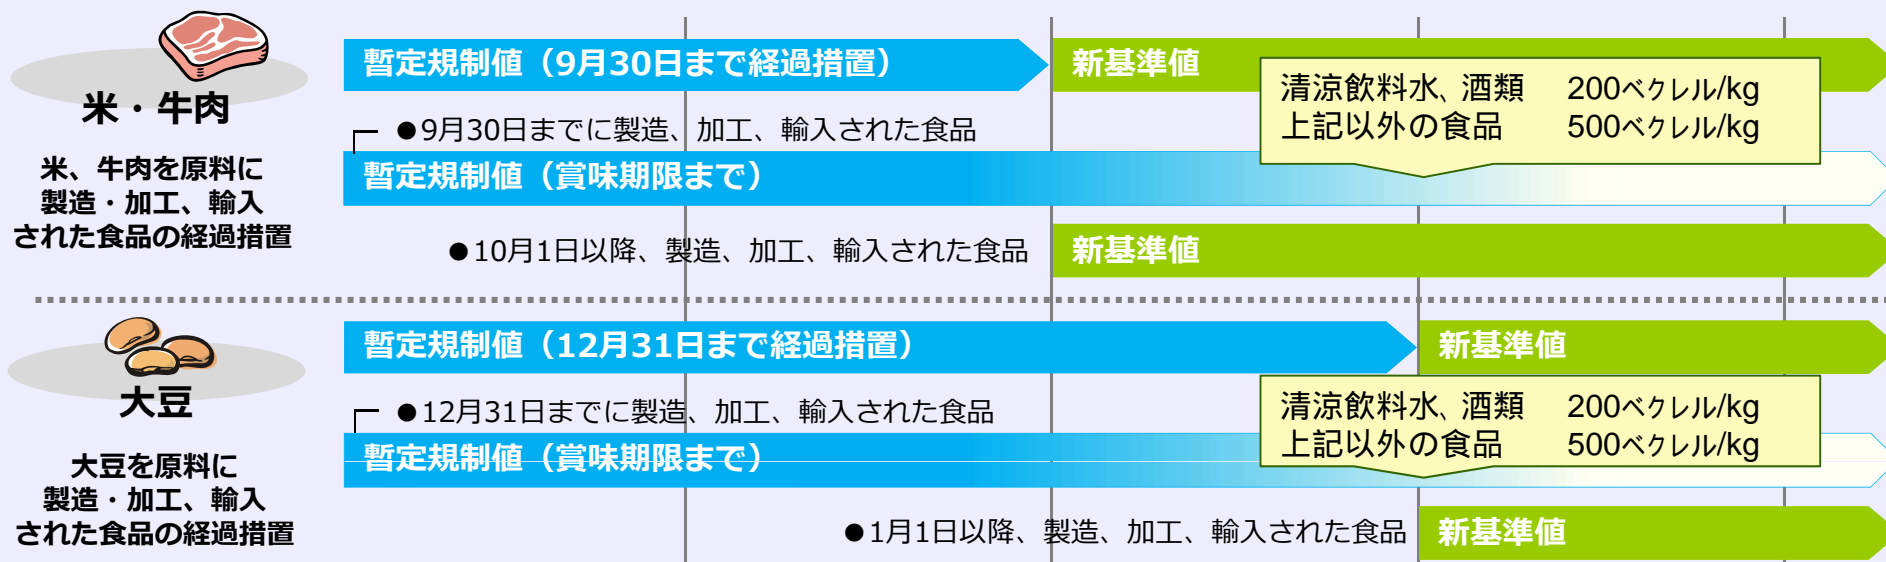 米・牛肉
米、牛肉を原料に
製造・加工、輸入
された食品の経過措置
暫定規制値（9月30日まで経過措置）
新基準値
清涼飲料水、酒類 200ベクレル/kg
上記以外の食品 500ベクレル/kg
●9月30日までに製造、加工、輸入された食品
暫定規制値（賞味期限まで）
●10月1日以降、製造、加工、輸入された食品
新基準値
大豆
大豆を原料に
製造・加工、輸入
された食品の経過措置
暫定規制値（12月31日まで経過措置）
新基準値
清涼飲料水、酒類 200ベクレル/kg
上記以外の食品 500ベクレル/kg
●12月31日までに製造、加工、輸入された食品
暫定規制値（賞味期限まで）
●1月1日以降、製造、加工、輸入された食品
新基準値